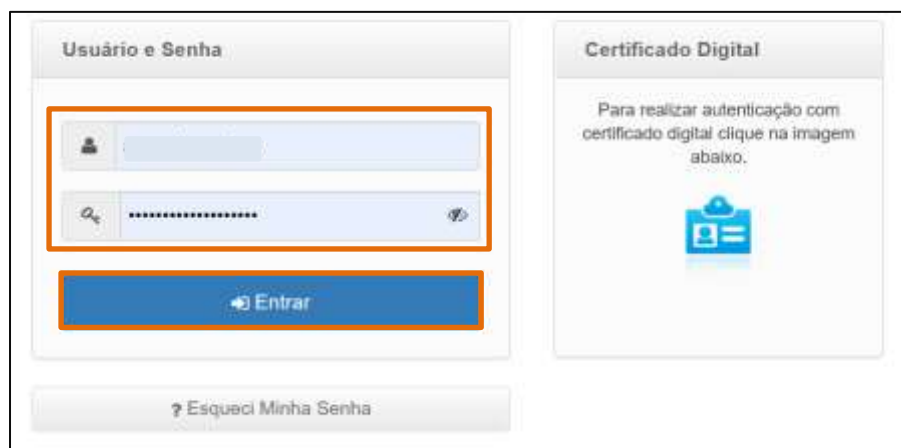 Usuário e Senha
••••••••••••••••••••
Entrar
? Esqueci Minha Senha
Certificado Digital
Para realizar autenticação com
certificado digital clique na imagem
abaixo.